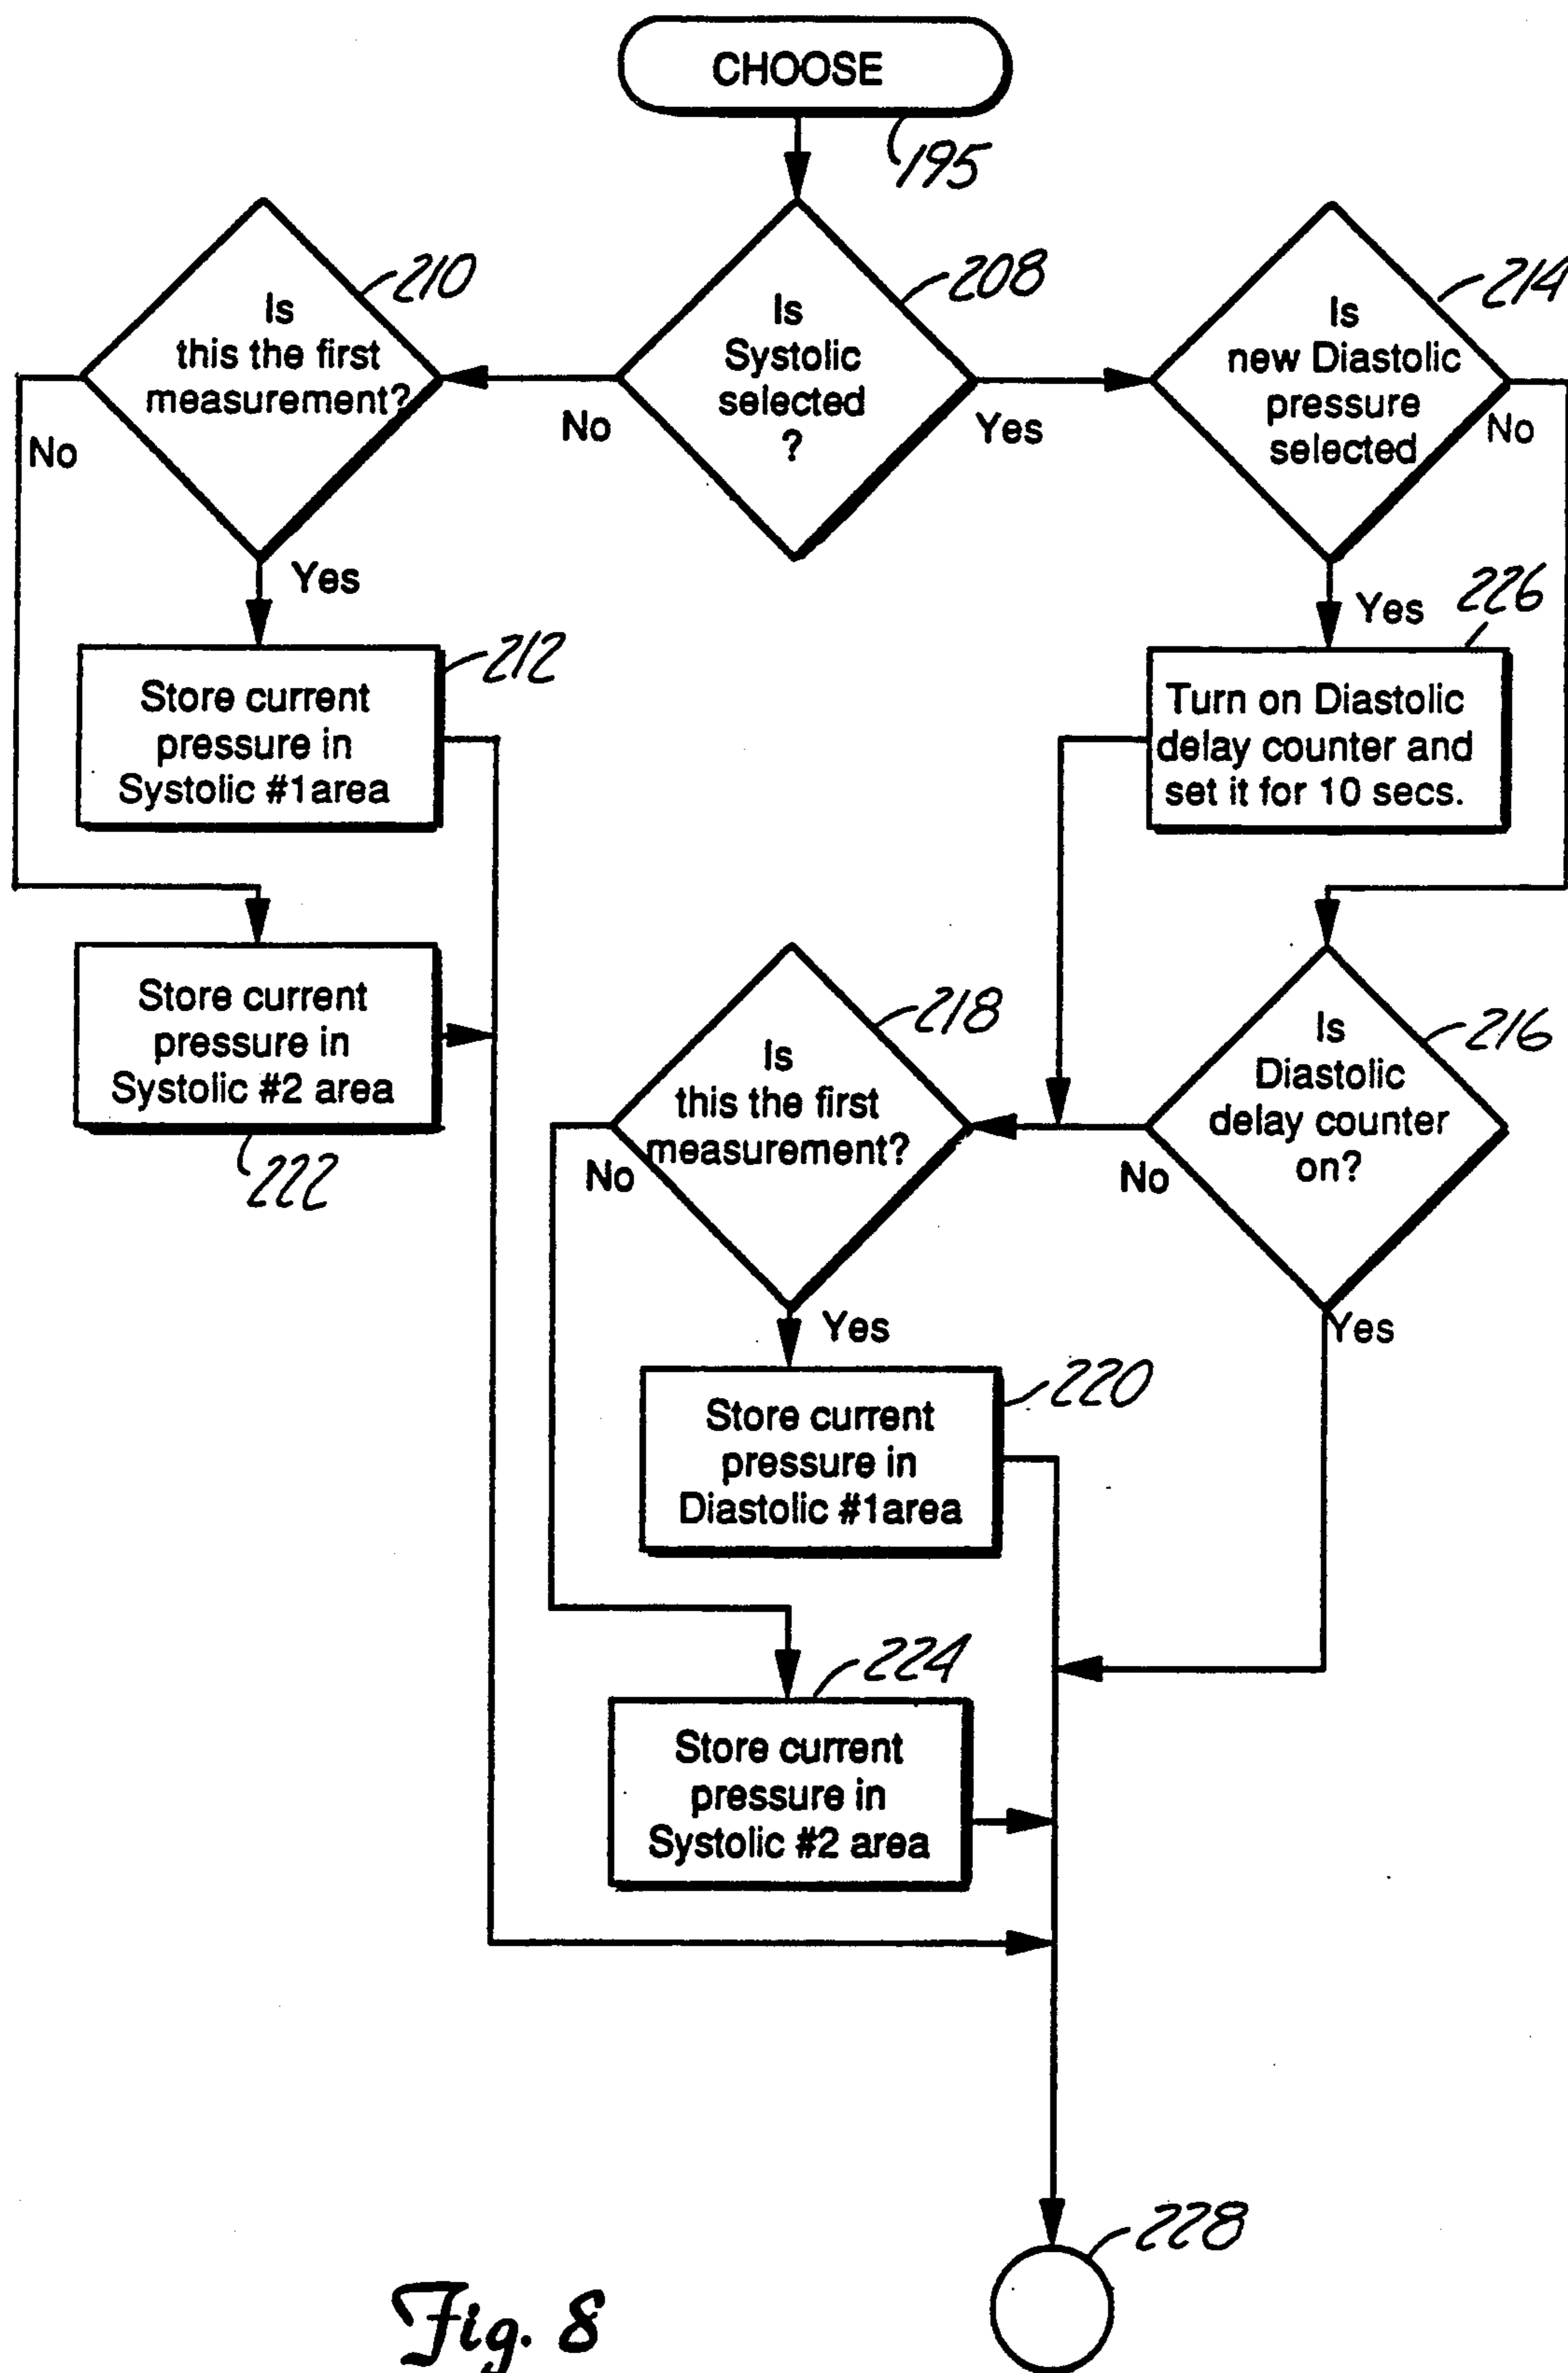 CHOOSE
195
210
Is
this the first
measurement?
No
Yes
208
Is
Systolic
selected
?
No
Yes
214
Is
new Diastolic
pressure
selected
No
Yes
212
Store current
pressure in
Systolic #1area
226
Turn on Diastolic
delay counter and
set it for 10 secs.
Store current
pressure in
Systolic #2 area
222
218
Is
this the first
measurement?
No
Yes
216
Is
Diastolic
delay counter
on?
No
Yes
220
Store current
pressure in
Diastolic #1area
224
Store current
pressure in
Systolic #2 area
228
Fig. 8